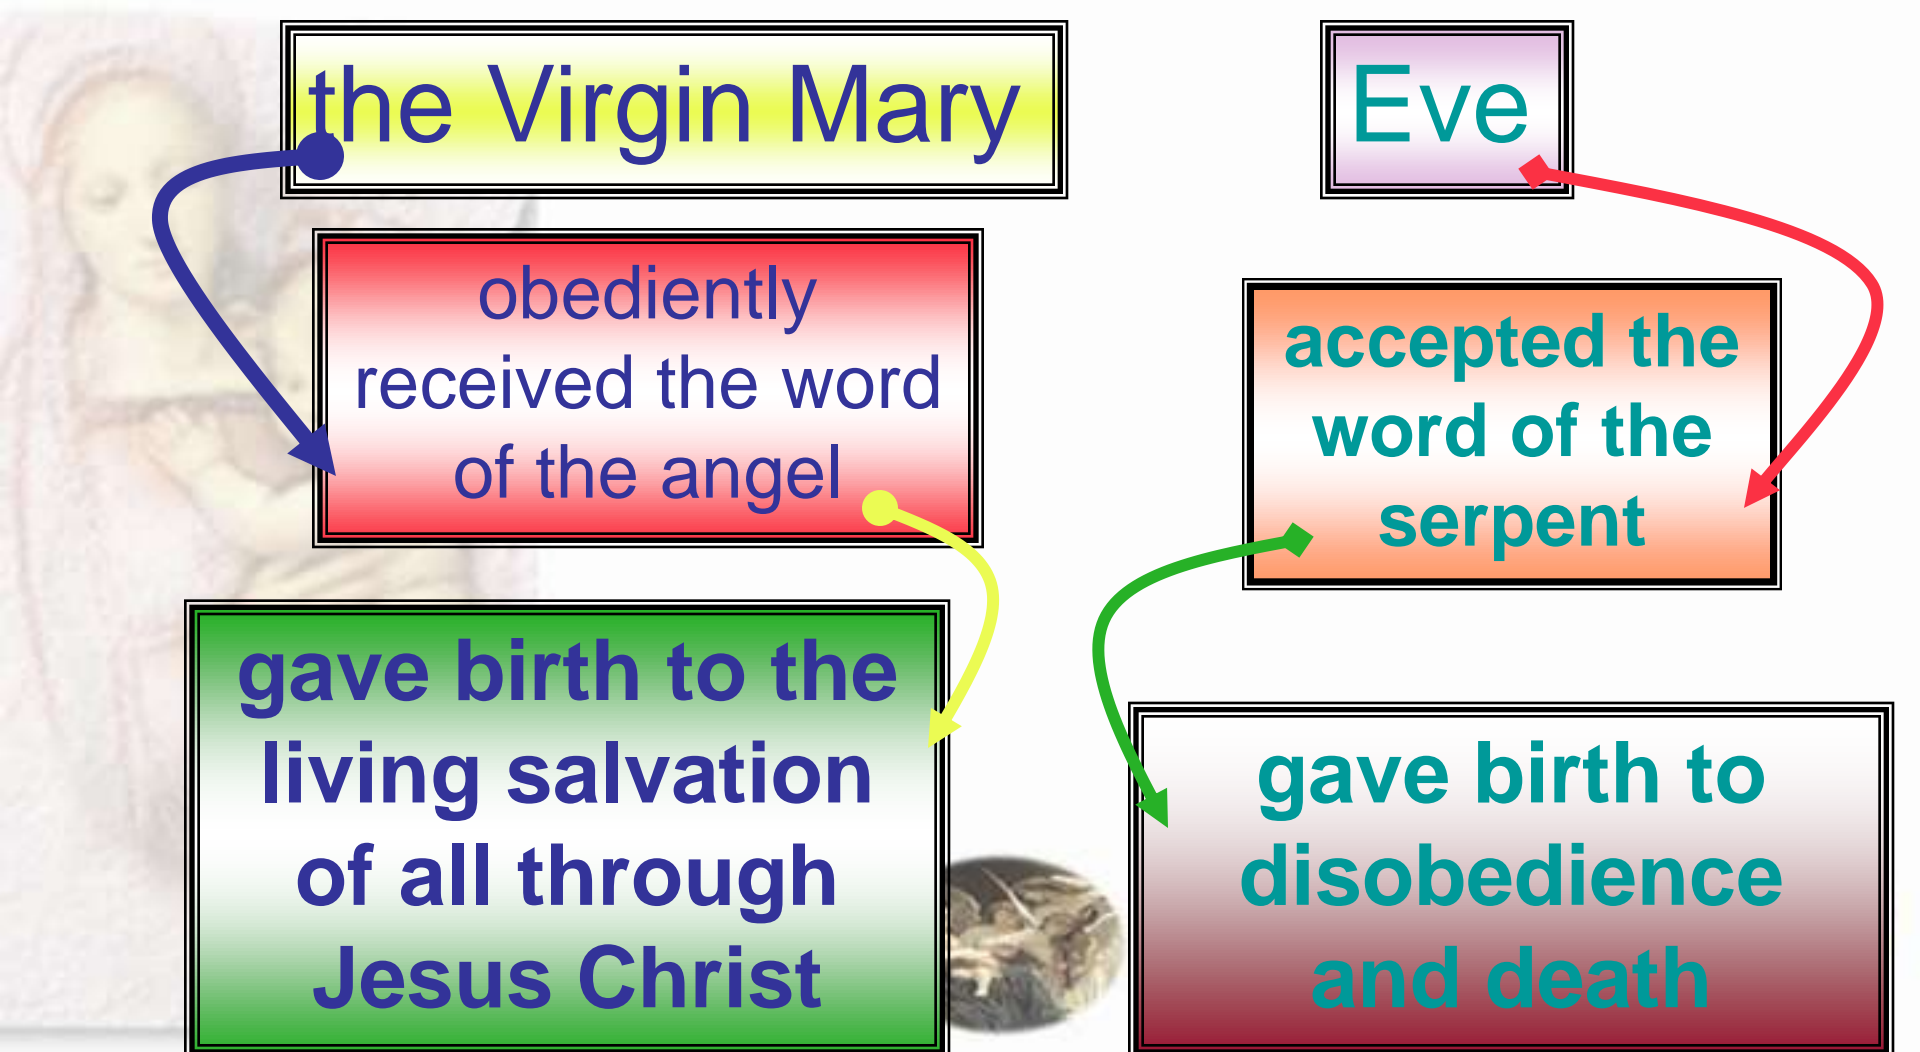 the Virgin Mary
obediently
received the word
of the angel
gave birth to the
living salvation
of all through
Jesus Christ
Eve
accepted the
word of the
serpent
gave birth to
disobedience
and death